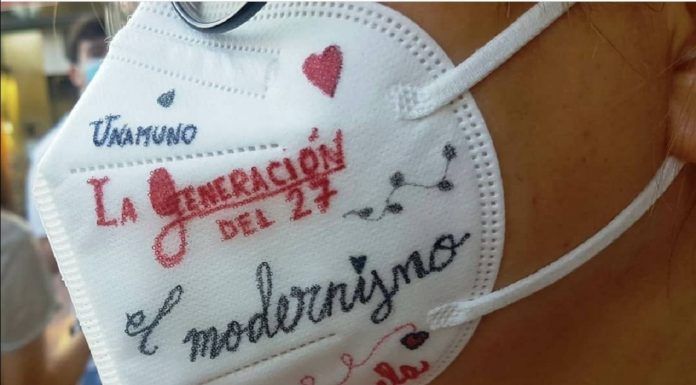 UNAMUNO
LA GENERACIÓN
DEL 27
el modernismo